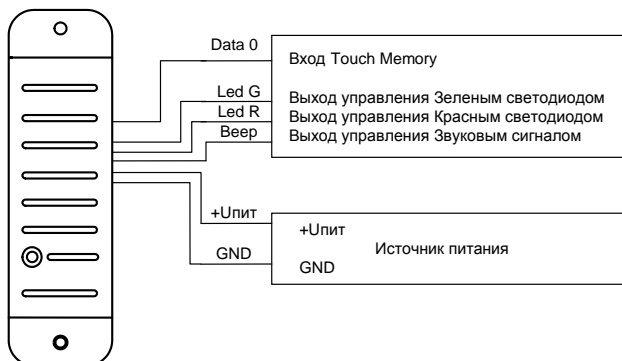 Data 0
Вход Touch Memory
Led G
Выход управления Зеленым светодиодом
Led R
Выход управления Красным светодиодом
Beep
Выход управления Звуковым сигналом
+Uпит
+Uпит
Источник питания
GND
GND